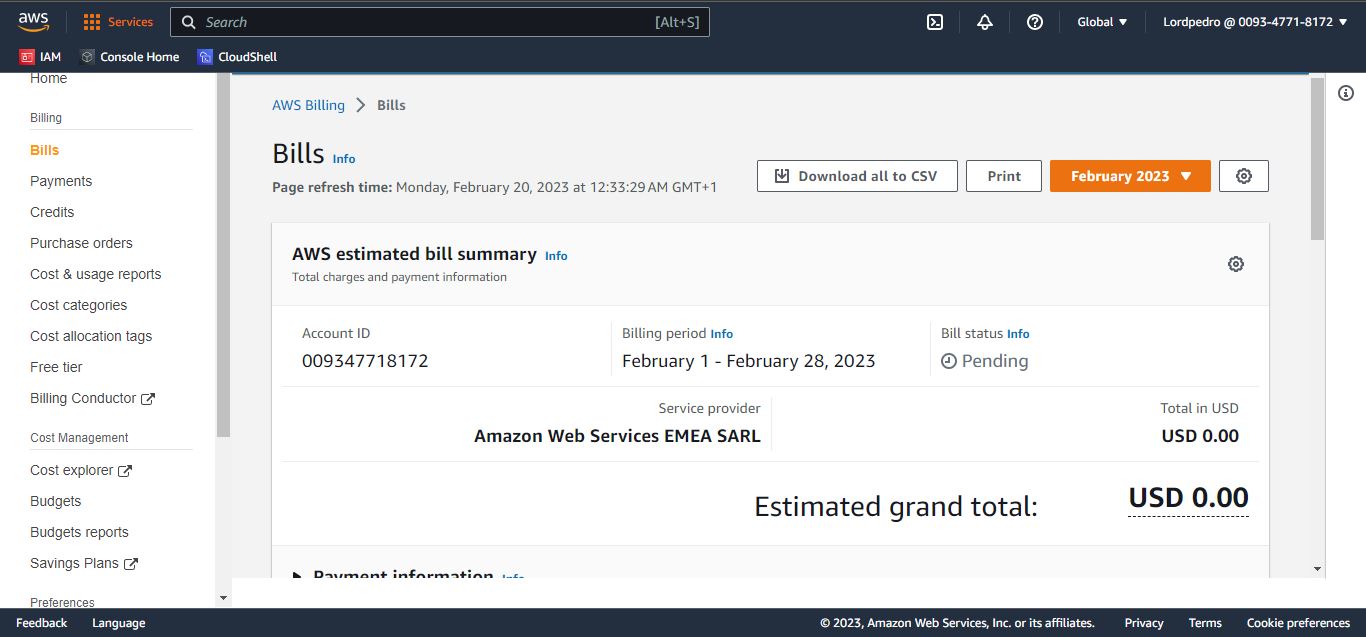 aws
Services
Search
[Alt+S]
Global
Lordpedro @ 0093-4771-8172
IAM
Console Home
CloudShell
Home
Billing
Bills
Payments
Credits
Purchase orders
Cost & usage reports
Cost categories
Cost allocation tags
Free tier
Billing Conductor
Cost Management
Cost explorer
Budgets
Budgets reports
Savings Plans
Preferences
AWS Billing
Bills
Bills Info
Page refresh time: Monday, February 20, 2023 at 12:33:29 AM GMT+1
Download all to CSV
Print
February 2023
AWS estimated bill summary Info
Total charges and payment information
Account ID
009347718172
Billing period Info
February 1 - February 28, 2023
Bill status Info
Pending
Service provider
Amazon Web Services EMEA SARL
Total in USD
USD 0.00
Estimated grand total:
USD 0.00
Payment information Info
Feedback
Language
© 2023, Amazon Web Services, Inc. or its affiliates.
Privacy
Terms
Cookie preferences